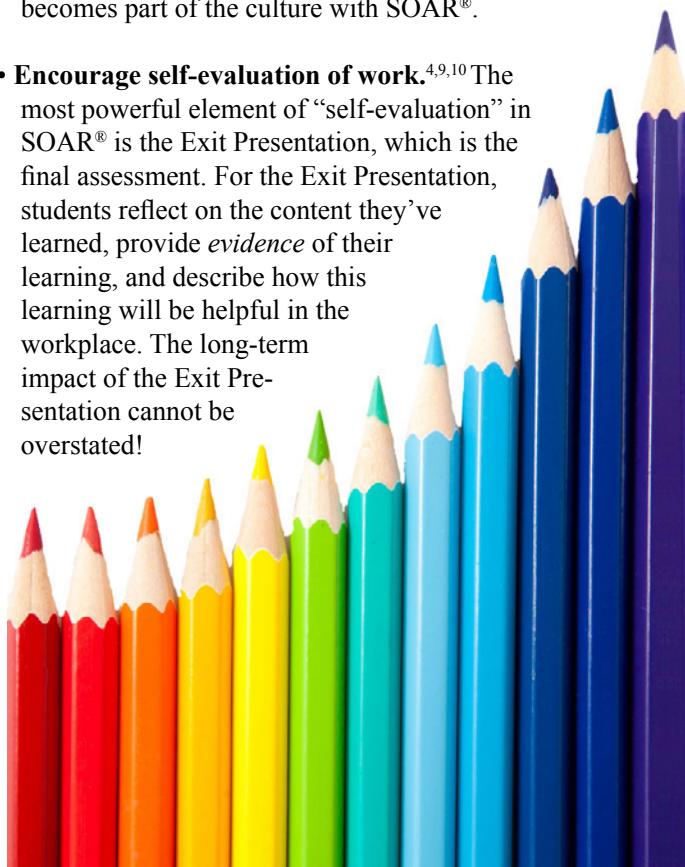 becomes part of the culture with SOAR®.
• Encourage self-evaluation of work.4,9,10 The
most powerful element of “self-evaluation” in
SOAR® is the Exit Presentation, which is the
final assessment. For the Exit Presentation,
students reflect on the content they’ve
learned, provide evidence of their
learning, and describe how this
learning will be helpful in the
workplace. The long-term
impact of the Exit Pre-
sentation cannot be
overstated!